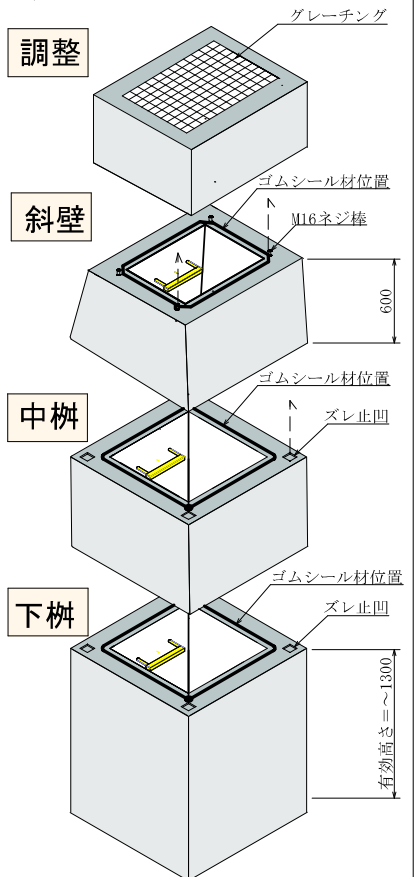 グレーチング
調整
ゴムシール材位置
斜壁
M16ネジ棒
600
ゴムシール材位置
中桝
ズレ止凹
ゴムシール材位置
下桝
ズレ止凹
有効高さ=~1300